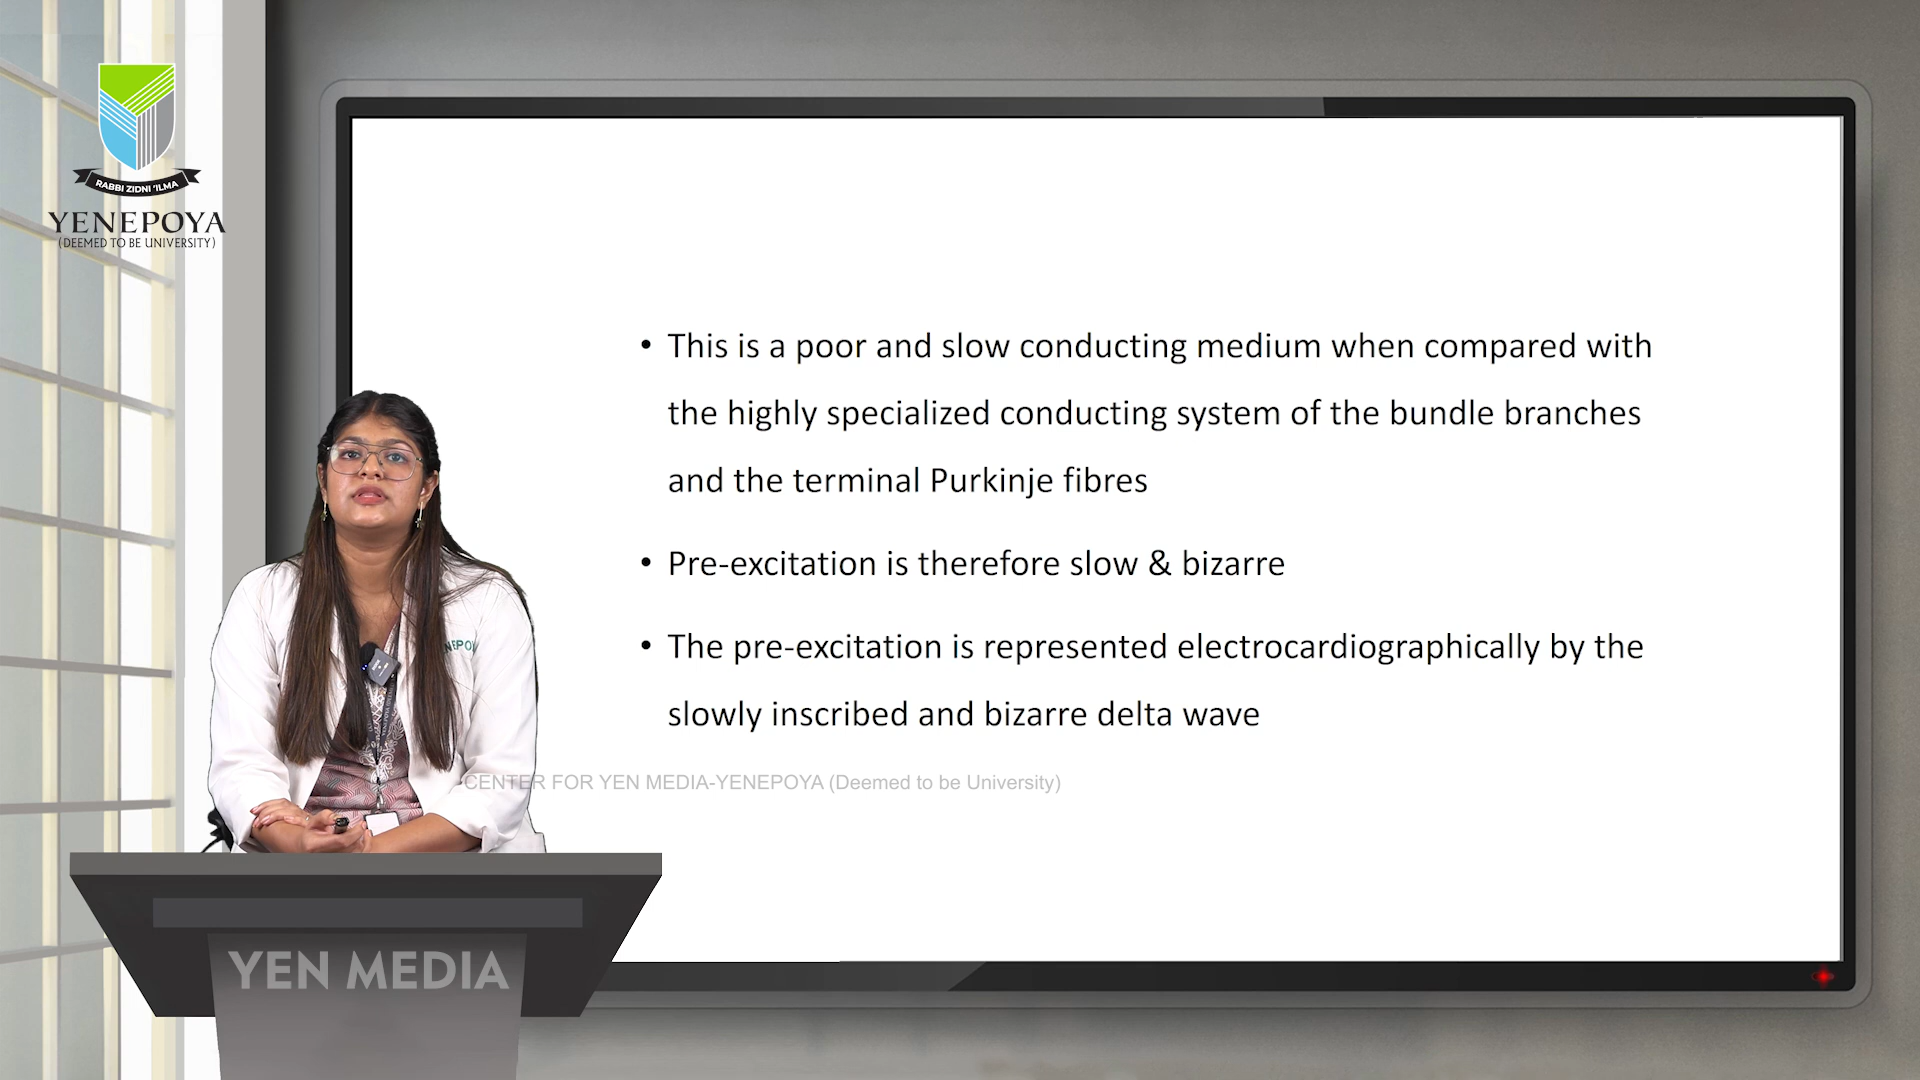 RABBI ZIDNI 'ILMA
YENEPOYA
(DEEMED TO BE UNIVERSITY)
• This is a poor and slow conducting medium when compared with
the highly specialized conducting system of the bundle branches
and the terminal Purkinje fibres
• Pre-excitation is therefore slow & bizarre
• The pre-excitation is represented electrocardiographically by the
slowly inscribed and bizarre delta wave
CENTER FOR YEN MEDIA-YENEPOYA (Deemed to be University)
YEN MEDIA